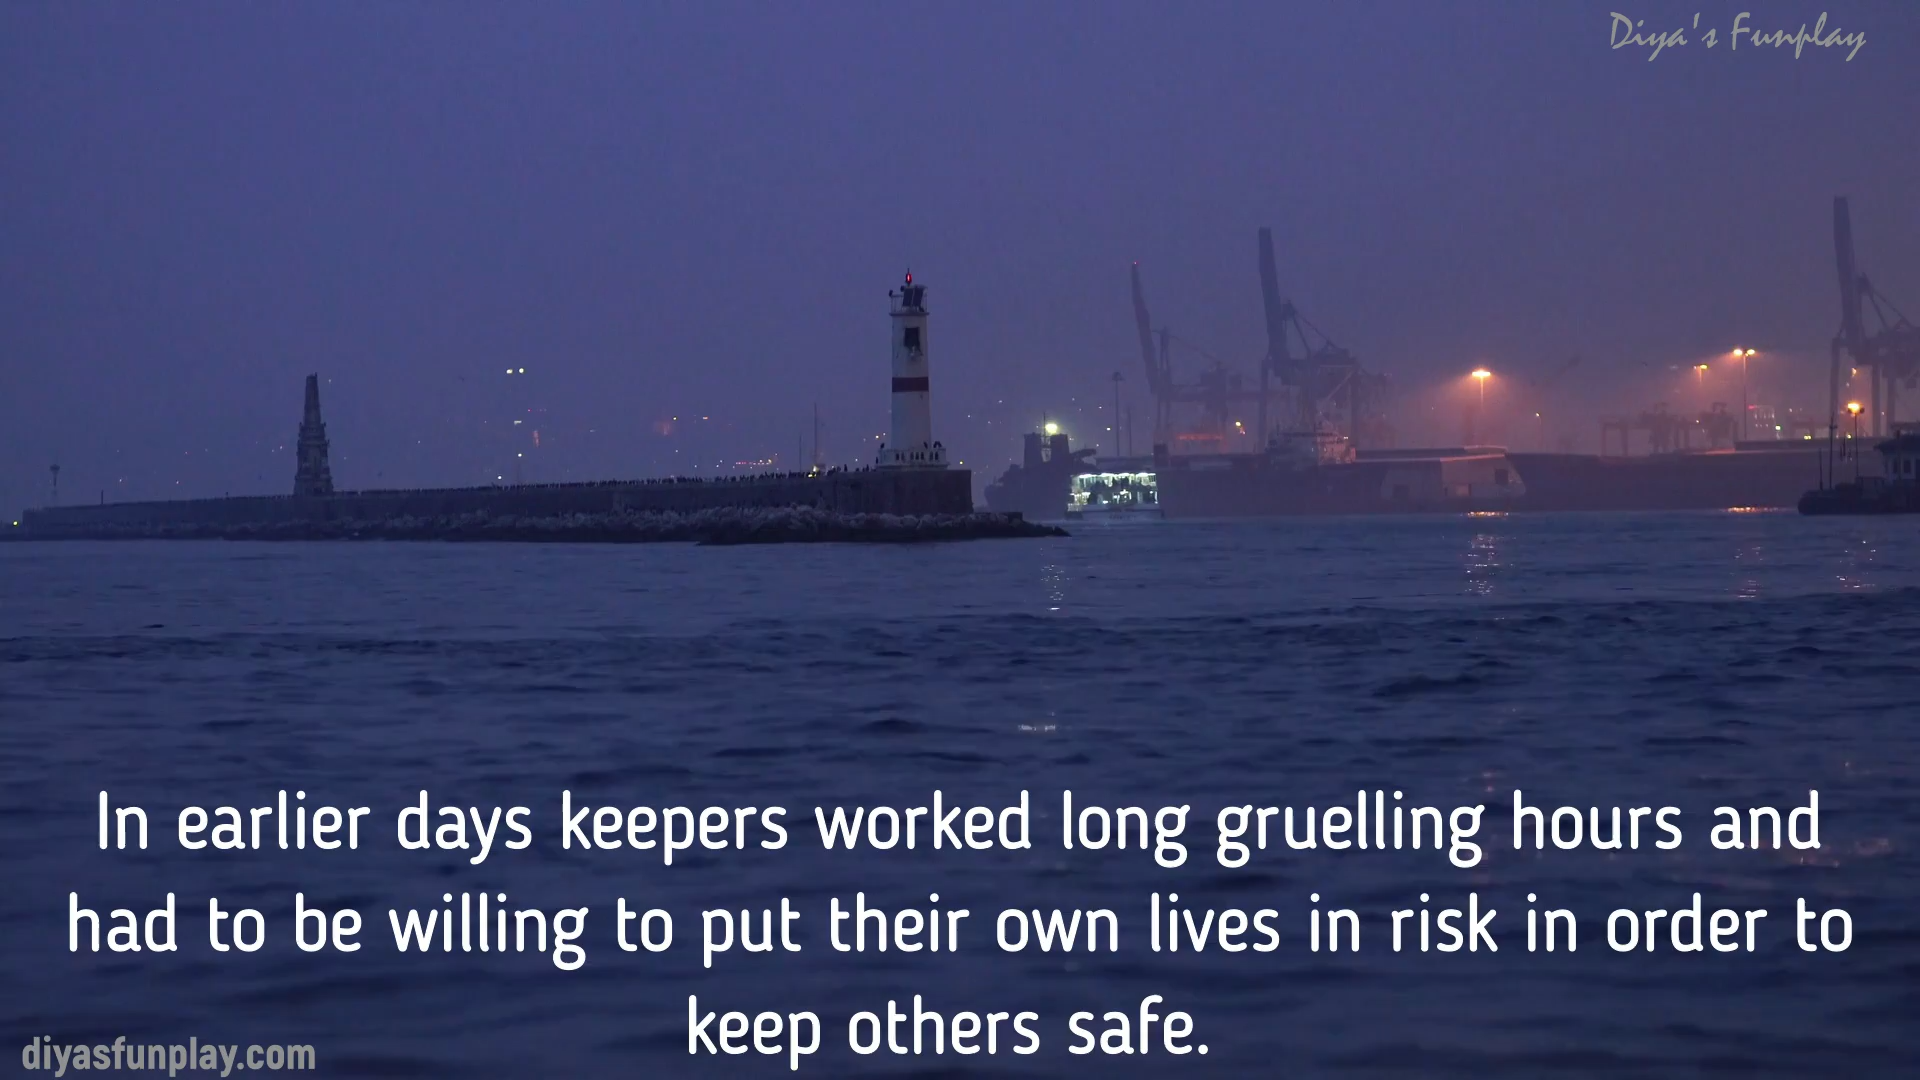 Diya's Funplay
In earlier days keepers worked long gruelling hours and
had to be willing to put their own lives in risk in order to
keep others safe.
diyasfunplay.com